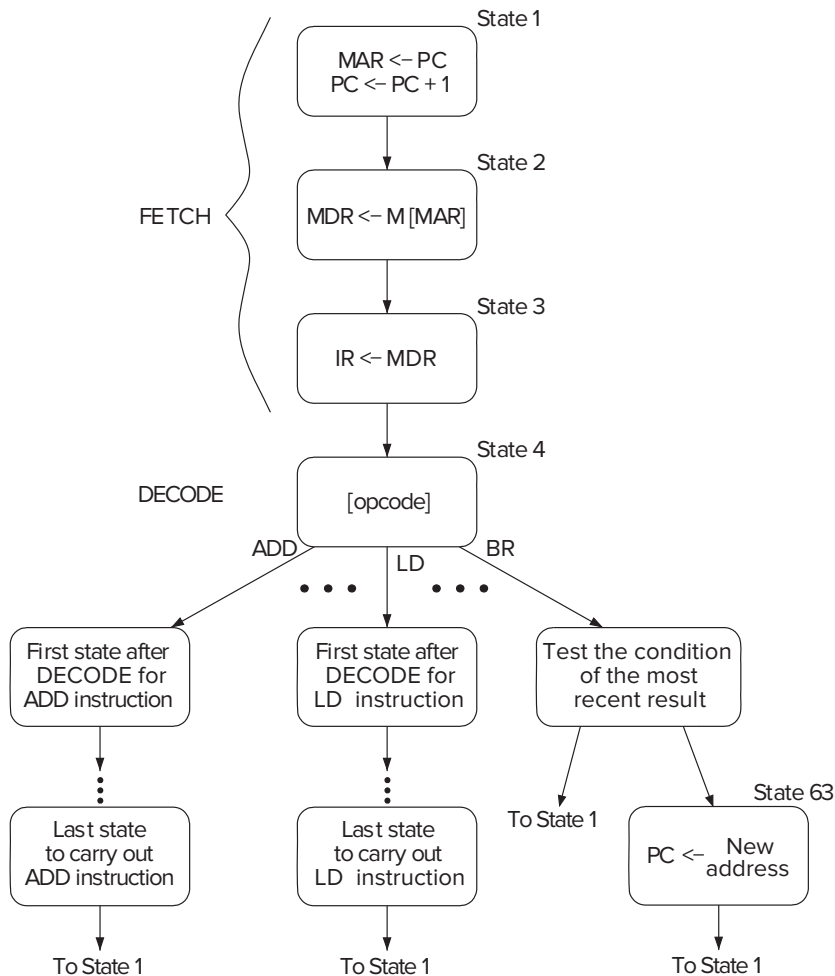 State 1
MAR <– PC
PC <– PC + 1
State 2
FETCH
MDR <– M [MAR]
State 3
IR <– MDR
State 4
DECODE
[opcode]
ADD
LD
BR
First state after
DECODE for
ADD instruction
First state after
DECODE for
LD instruction
Test the condition
of the most
recent result
Last state
to carry out
ADD instruction
Last state
to carry out
LD instruction
To State 1
State 63
PC <– New
address
To State 1
To State 1
To State 1